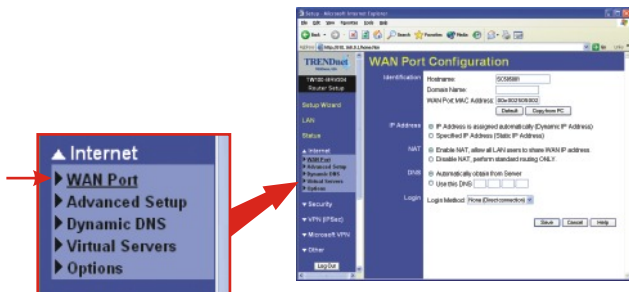 Internet
WAN Port
Advanced Setup
Dynamic DNS
Virtual Servers
Options
Setup - Microsoft Internet Explorer
TRENDnet
Router Setup
Setup Wizard
LAN
Status
Internet
WAN Port
Advanced Setup
Dynamic DNS
Virtual Servers
Options
Security
VPN (IPSec)
Microsoft VPN
Other
Log Out
WAN Port Configuration
Identification
Hostname:
Domain Name:
WAN Port MAC Address:
Default Copy from PC
IP Address
IP Address is assigned automatically (Dynamic IP Address)
Specified IP Address (Static IP Address)
NAT
Enable NAT, allow all LAN users to share WAN IP address.
Disable NAT, perform standard routing ONLY.
DNS
Automatically obtain from Server
Use this DNS
Login
Login Method: None (Direct connection)
Save Cancel Help